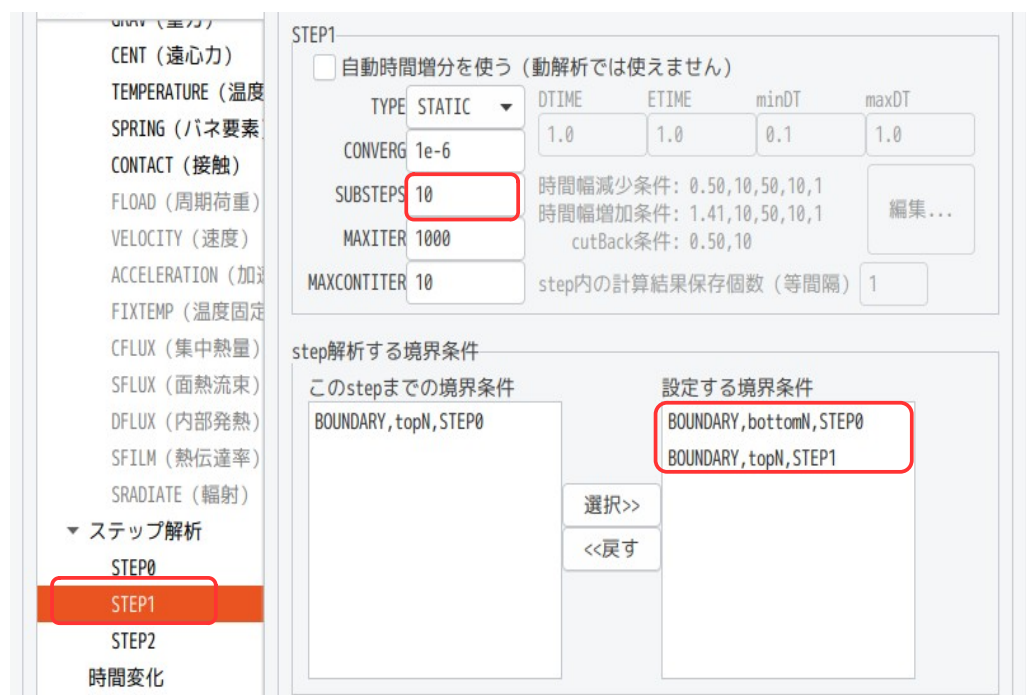 GRAV（重力）
CENT（遠心力）
TEMPERATURE（温度
SPRING（バネ要素
CONTACT（接触）
FLOAD（周期荷重）
VELOCITY（速度）
ACCELERATION（加速
FIXTEMP（温度固定
CFLUX（集中熱量）
SFLUX（面熱流束）
DFLUX（内部発熱）
SFILM（熱伝達率）
SRADIATE（輻射）
ステップ解析
STEP0
STEP1
STEP2
時間変化
STEP1
自動時間増分を使う（動解析では使えません）
TYPE STATIC
CONVERG 1e-6
SUBSTEPS 10
MAXITER 1000
MAXCONTITER 10
DTIME ETIME minDT maxDT
1.0 1.0 0.1 1.0
時間幅減少条件: 0.50,10,50,10,1
時間幅増加条件: 1.41,10,50,10,1
cutBack条件: 0.50,10
編集...
step内の計算結果保存個数（等間隔） 1
step解析する境界条件
このstepまでの境界条件
BOUNDARY,topN,STEP0
選択>>
<<戻す
設定する境界条件
BOUNDARY,bottomN,STEP0
BOUNDARY,topN,STEP1